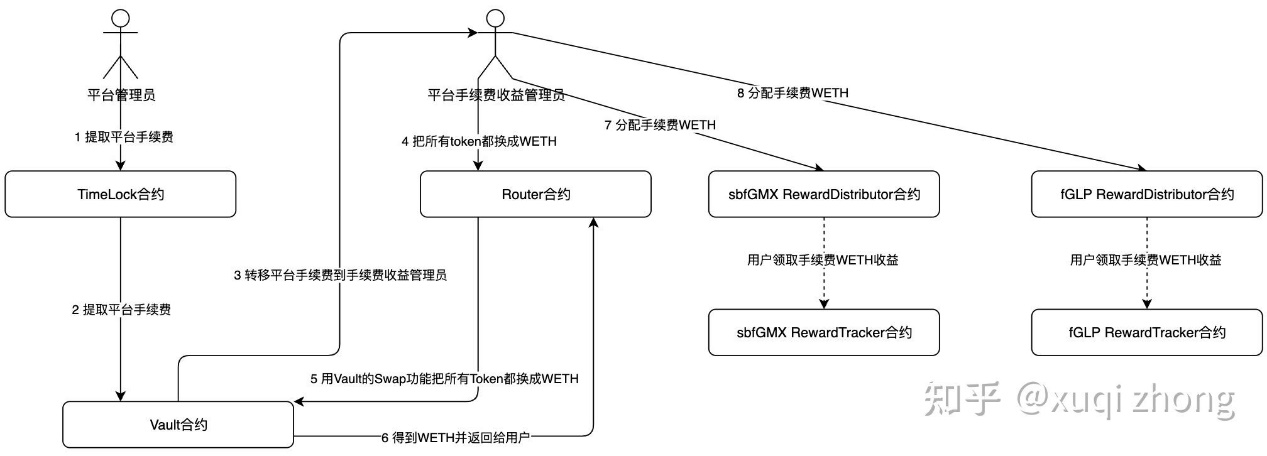 平台管理员
平台手续费收益管理员
8 分配手续费WETH
7 分配手续费WETH
1 提取平台手续费
4 把所有token都换成WETH
TimeLock合约
Router合约
sbfGMX RewardDistributor合约
fGLP RewardDistributor合约
用户领取手续费WETH收益
用户领取手续费WETH收益
3 转移平台手续费到手续费收益管理员
2 提取平台手续费
sbfGMX RewardTracker合约
fGLP RewardTracker合约
5 用Vault的Swap功能把所有Token都换成WETH
Vault合约
6 得到WETH并返回给用户
知乎 @xuqi zhong